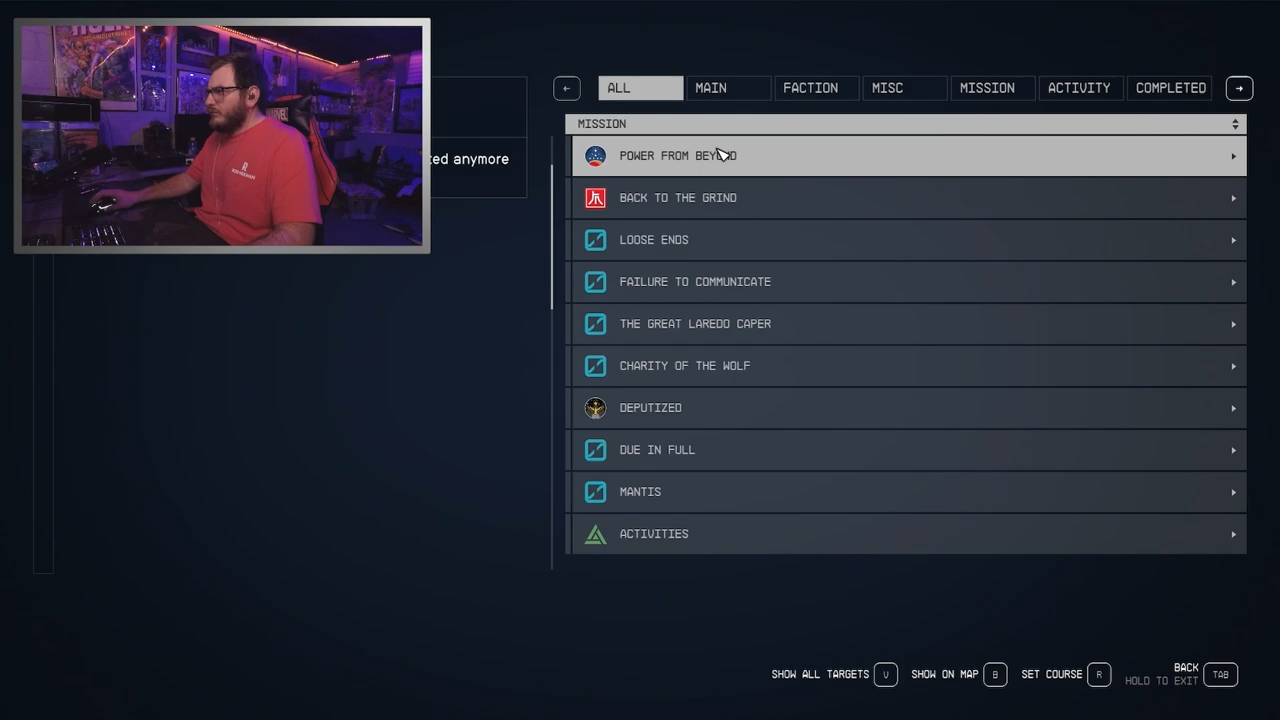 ted anymore
← ALL MAIN FACTION MISC MISSION ACTIVITY COMPLETED →
MISSION
POWER FROM BEYOND
BACK TO THE GRIND
LOOSE ENDS
FAILURE TO COMMUNICATE
THE GREAT LAREDO CAPER
CHARITY OF THE WOLF
DEPUTIZED
DUE IN FULL
MANTIS
ACTIVITIES
SHOW ALL TARGETS V SHOW ON MAP B SET COURSE R BACK TAB
HOLD TO EXIT